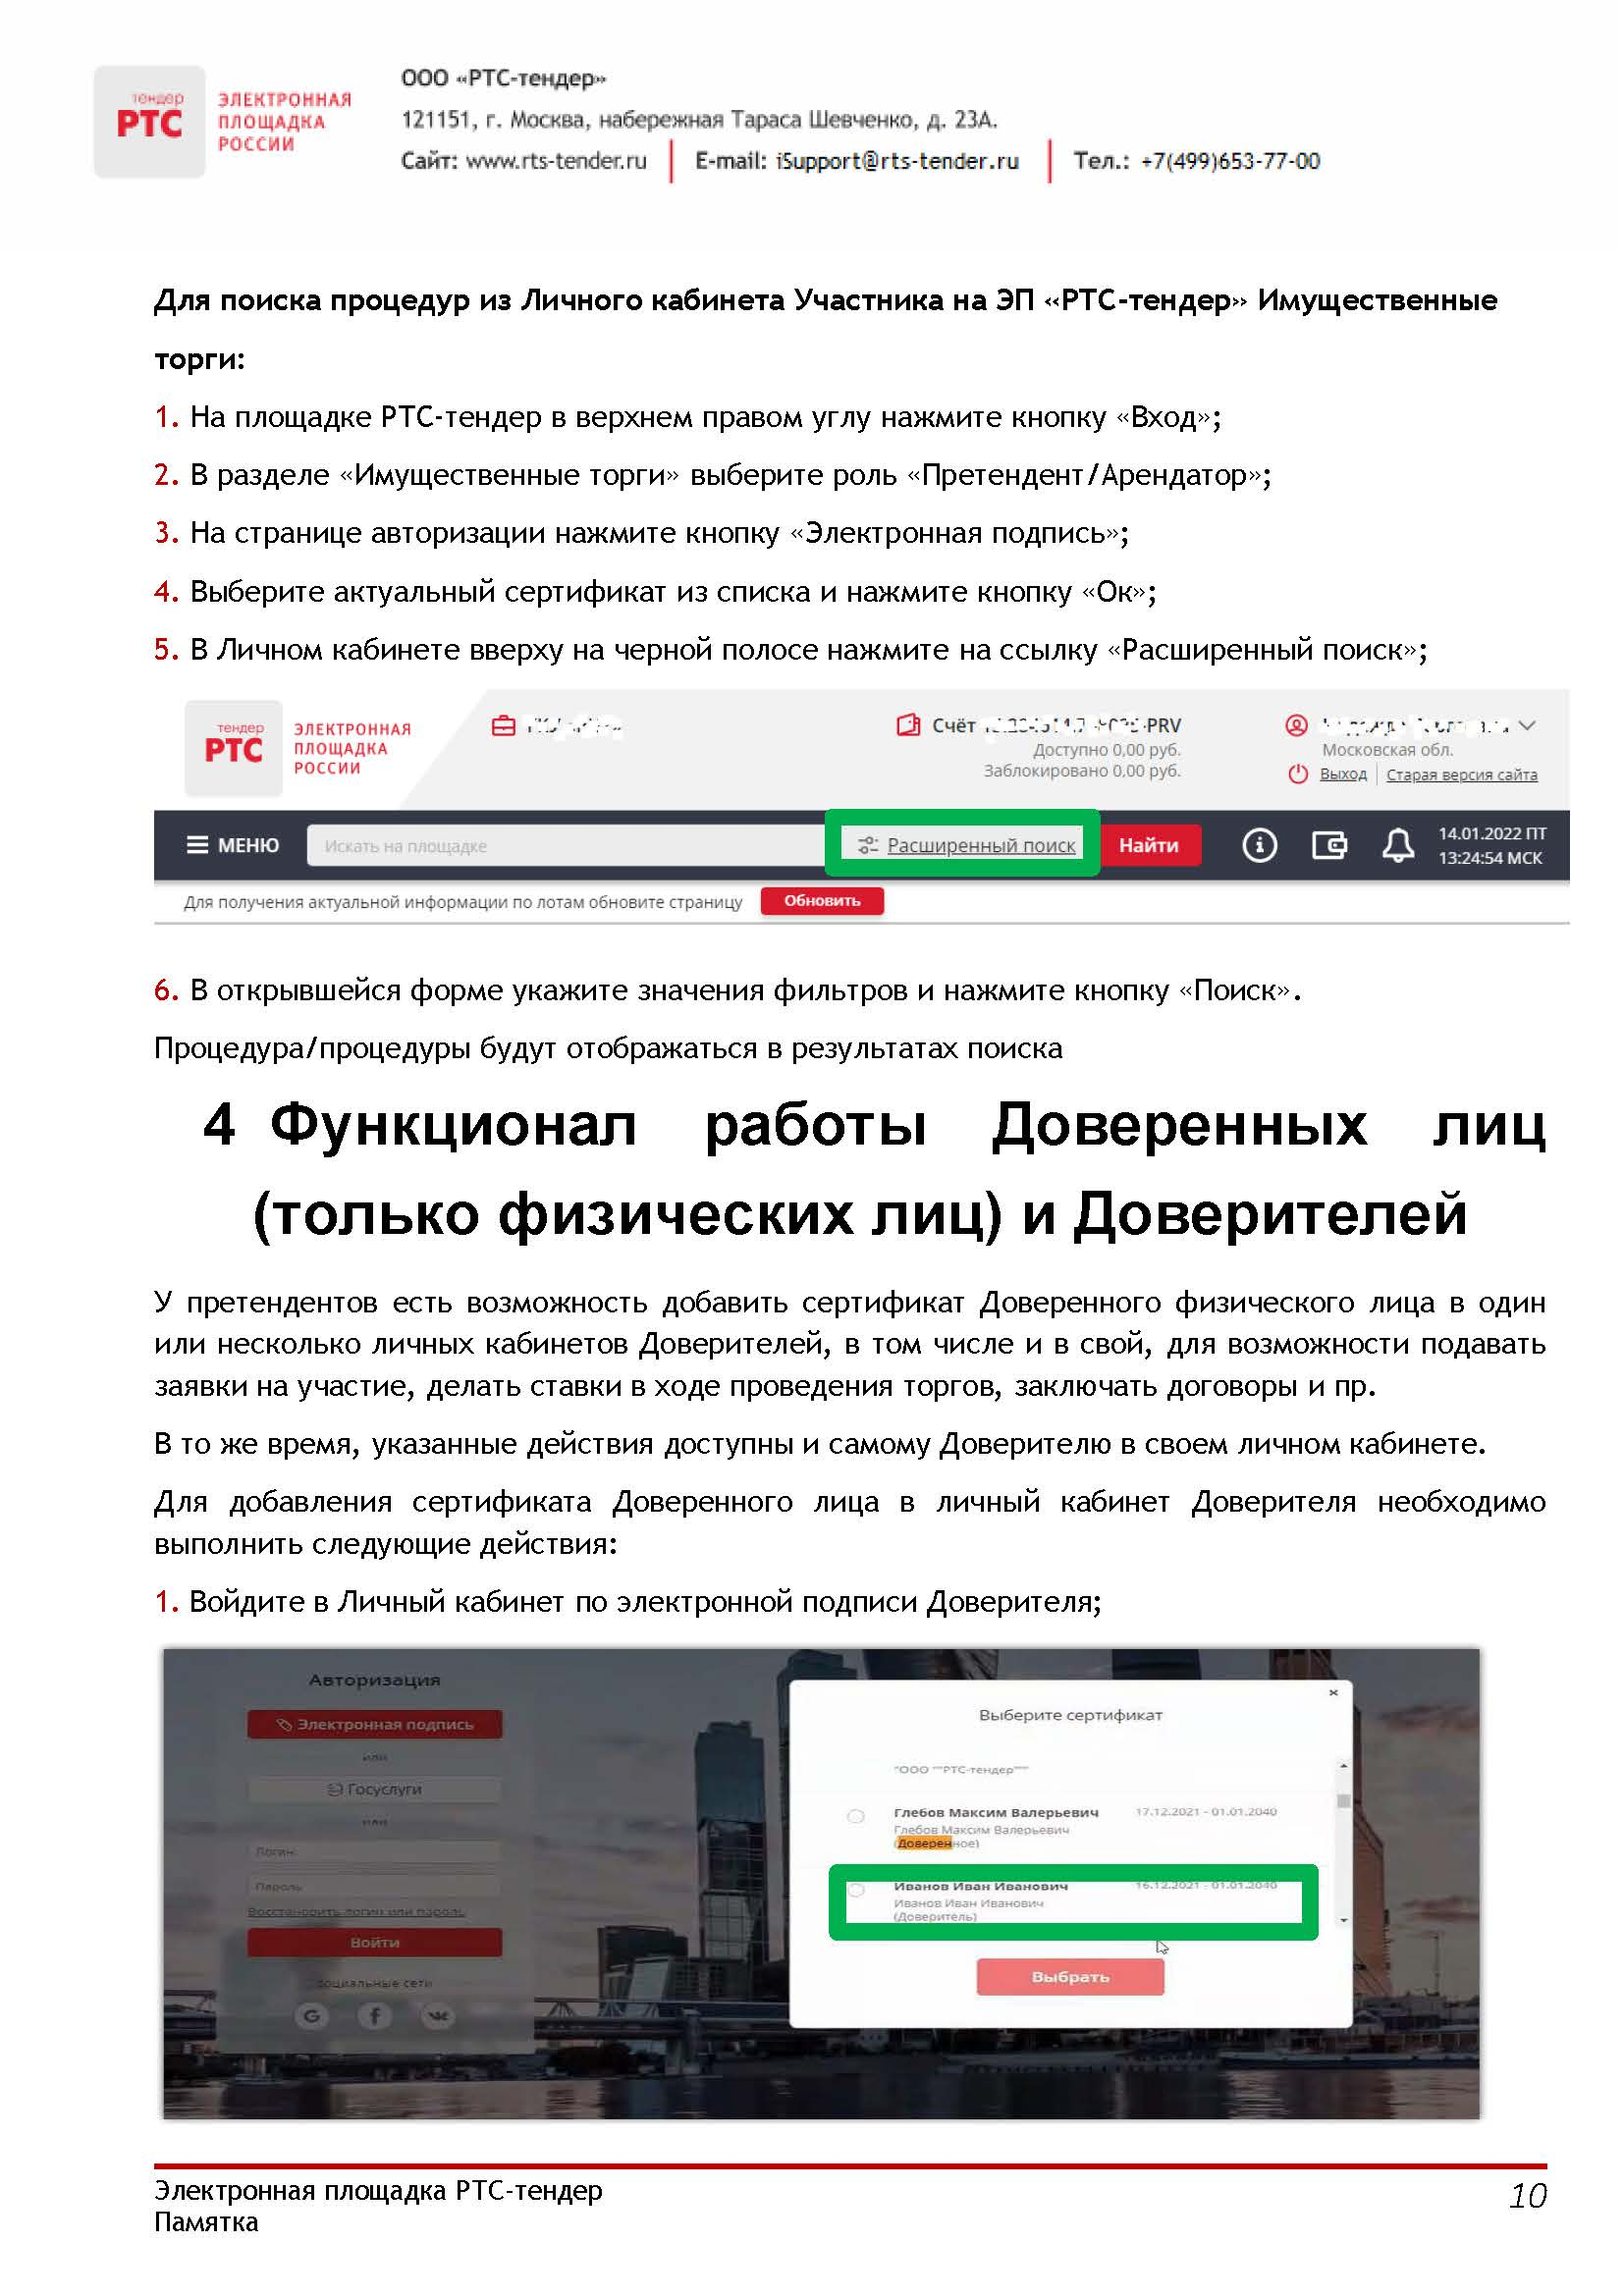 тендер
РТС
ЭЛЕКТРОННАЯ
ПЛОЩАДКА
РОССИИ
ООО «РТС-тендер»
121151, г. Москва, набережная Тараса Шевченко, д. 23А.
Сайт: www.rts-tender.ru | E-mail: iSupport@rts-tender.ru | Тел.: +7(499)653-77-00
Для поиска процедур из Личного кабинета Участника на ЭП «РТС-тендер» Имущественные
торги:
1. На площадке РТС-тендер в верхнем правом углу нажмите кнопку «Вход»;
2. В разделе «Имущественные торги» выберите роль «Претендент/Арендатор»;
3. На странице авторизации нажмите кнопку «Электронная подпись»;
4. Выберите актуальный сертификат из списка и нажмите кнопку «Ок»;
5. В Личном кабинете вверху на черной полосе нажмите на ссылку «Расширенный поиск»;
тендер
РТС
ЭЛЕКТРОННАЯ
ПЛОЩАДКА
РОССИИ
Счёт -PRV
Доступно 0,00 руб.
Заблокировано 0,00 руб.
Московская обл.
Выход | Старая версия сайта
МЕНЮ
Искать на площадке
Расширенный поиск
Найти
14.01.2022 ПТ
13:24:54 МСК
Для получения актуальной информации по лотам обновите страницу
Обновить
6. В открывшейся форме укажите значения фильтров и нажмите кнопку «Поиск».
Процедура/процедуры будут отображаться в результатах поиска
4 Функционал работы Доверенных лиц
(только физических лиц) и Доверителей
У претендентов есть возможность добавить сертификат Доверенного физического лица в один
или несколько личных кабинетов Доверителей, в том числе и в свой, для возможности подавать
заявки на участие, делать ставки в ходе проведения торгов, заключать договоры и пр.
В то же время, указанные действия доступны и самому Доверителю в своем личном кабинете.
Для добавления сертификата Доверенного лица в личный кабинет Доверителя необходимо
выполнить следующие действия:
1. Войдите в Личный кабинет по электронной подписи Доверителя;
Авторизация
Электронная подпись
или
Госуслуги
или
Логин
Пароль
Восстановить логин или пароль
Войти
социальные сети
Выберите сертификат
"ООО ""РТС-тендер"""
Глебов Максим Валерьевич 17.12.2021 - 01.01.2040
Глебов Максим Валерьевич
(Доверенное)
Иванов Иван Иванович 16.12.2021 - 01.01.2040
Иванов Иван Иванович
(Доверитель)
Выбрать
Электронная площадка РТС-тендер
Памятка
10